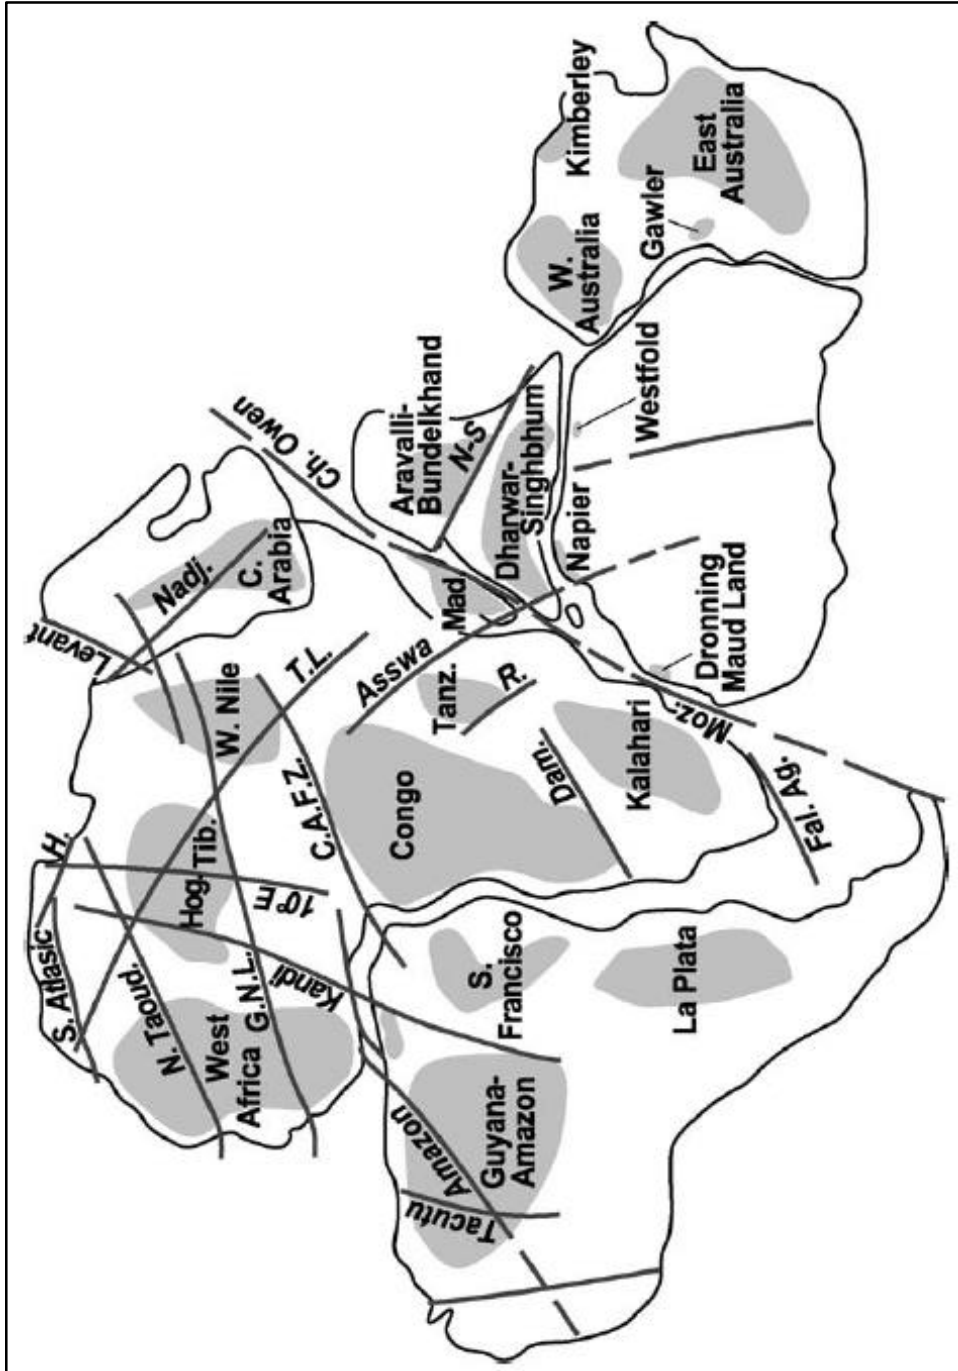 Levant
Nadj.
C.
Arabia
Ch. Owen
S. Atlasic
H.
N. Taoud.
West
Africa
G.N.L.
Kandi
Hog.
Tib.
10°E
W. Nile
T.L.
C.A.F.Z.
Asswa
Congo
Tanz.
R.
Dam.
Kalahari
Mad
Moz.
Fal. Ag.
Aravalli-
Bundelkhand
N-S
Dharwar-
Singhbhum
Napier
Westfold
Dronning
Maud Land
W.
Australia
Kimberley
Gawler
East
Australia
Amazon
Tacutu
Guyana-
Amazon
S.
Francisco
La Plata